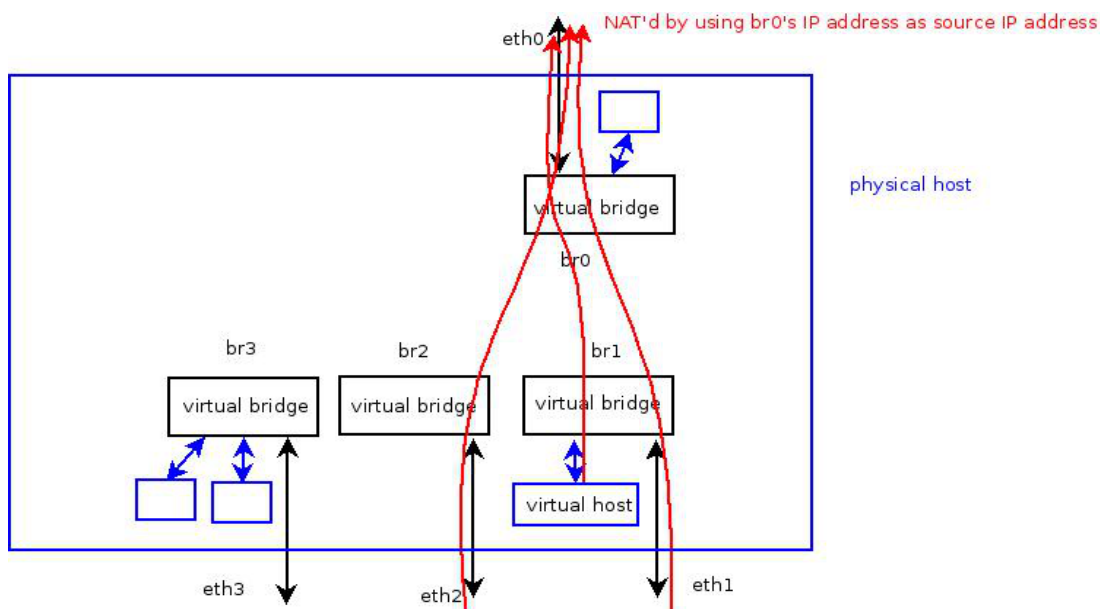 NAT'd by using br0's IP address as source IP address
eth0
physical host
virtual bridge
br0
br3
br2
br1
virtual bridge
virtual bridge
virtual bridge
virtual host
eth3
eth2
eth1